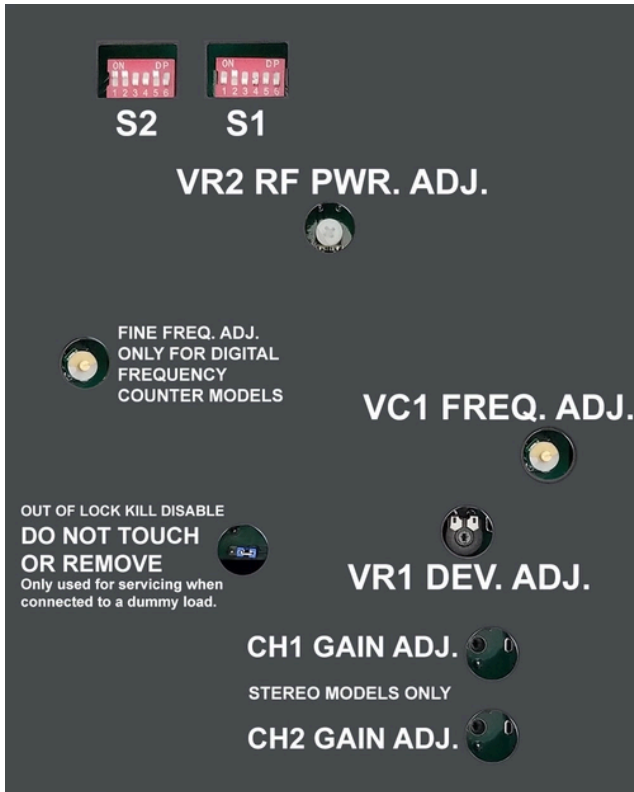 ON DP
1 2 3 4 5 6
ON DP
1 2 3 4 5 6
S2 S1
VR2 RF PWR. ADJ.
FINE FREQ. ADJ.
ONLY FOR DIGITAL
FREQUENCY
COUNTER MODELS
VC1 FREQ. ADJ.
OUT OF LOCK KILL DISABLE
DO NOT TOUCH
OR REMOVE
Only used for servicing when
connected to a dummy load.
VR1 DEV. ADJ.
CH1 GAIN ADJ.
STEREO MODELS ONLY
CH2 GAIN ADJ.